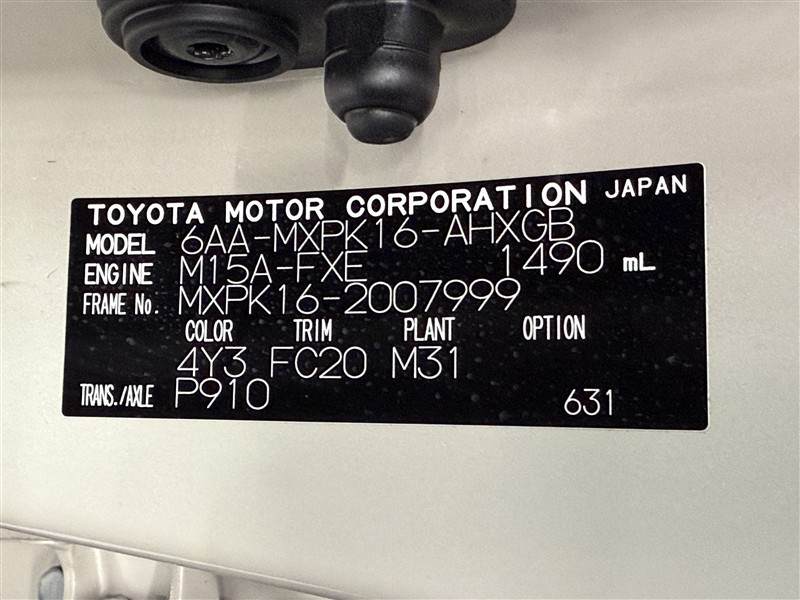 TOYOTA MOTOR CORPORATION JAPAN
MODEL 6AA-MXPK16-AHXGB
ENGINE M15A-FXE 1490 mL
FRAME No. MXPK16-2007999
COLOR TRIM PLANT OPTION
4Y3 FC20 M31
TRANS./AXLE P910 631